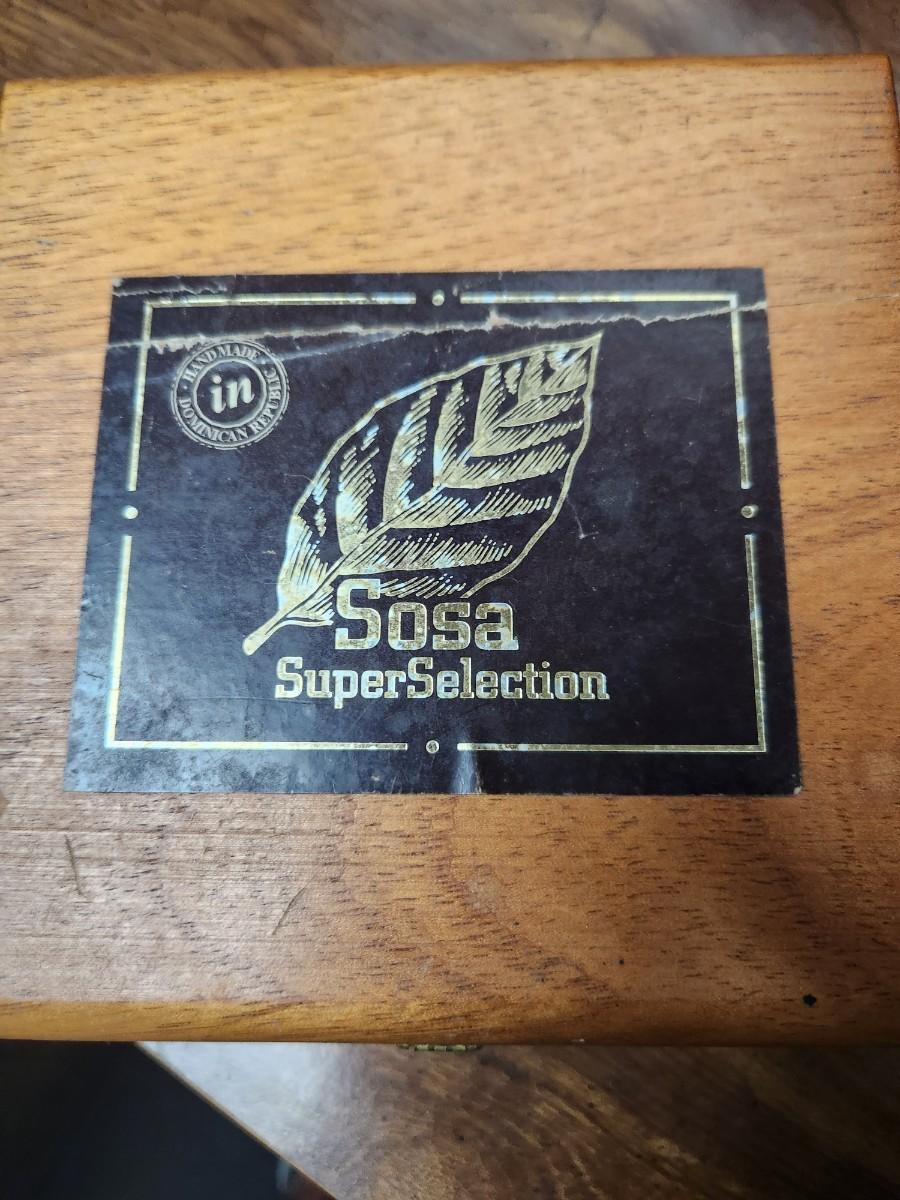 HAND MADE
in
DOMINICAN REPUBLIC
Sosa
SuperSelection